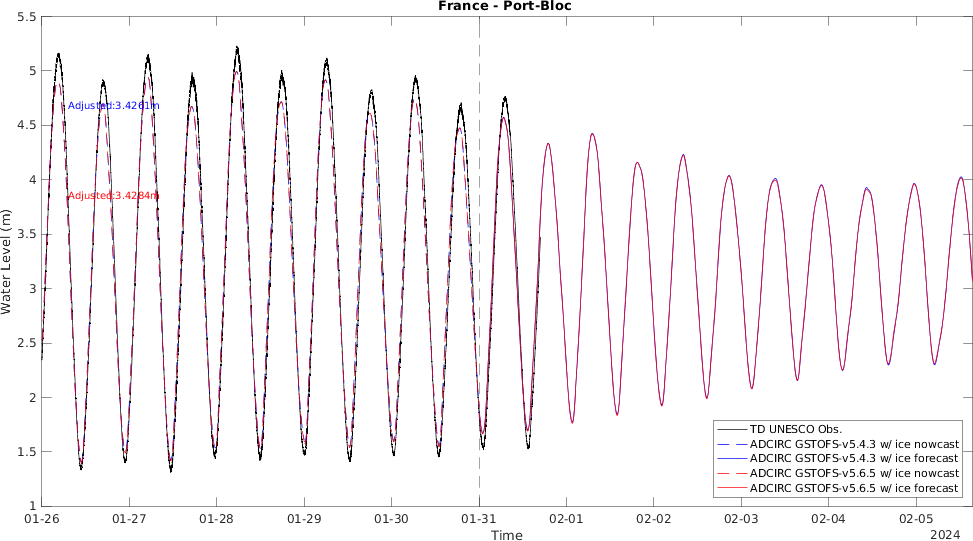 France - Port-Bloc
5.5
5
4.5
4
3.5
3
2.5
2
1.5
1
Water Level (m)
Adjusted:3.4261m
Adjusted:3.4284m
TD UNESCO Obs.
ADCIRC GSTOFS-v5.4.3 w/ ice nowcast
ADCIRC GSTOFS-v5.4.3 w/ ice forecast
ADCIRC GSTOFS-v5.6.5 w/ ice nowcast
ADCIRC GSTOFS-v5.6.5 w/ ice forecast
01-26 01-27 01-28 01-29 01-30 01-31 02-01 02-02 02-03 02-04 02-05
Time
2024